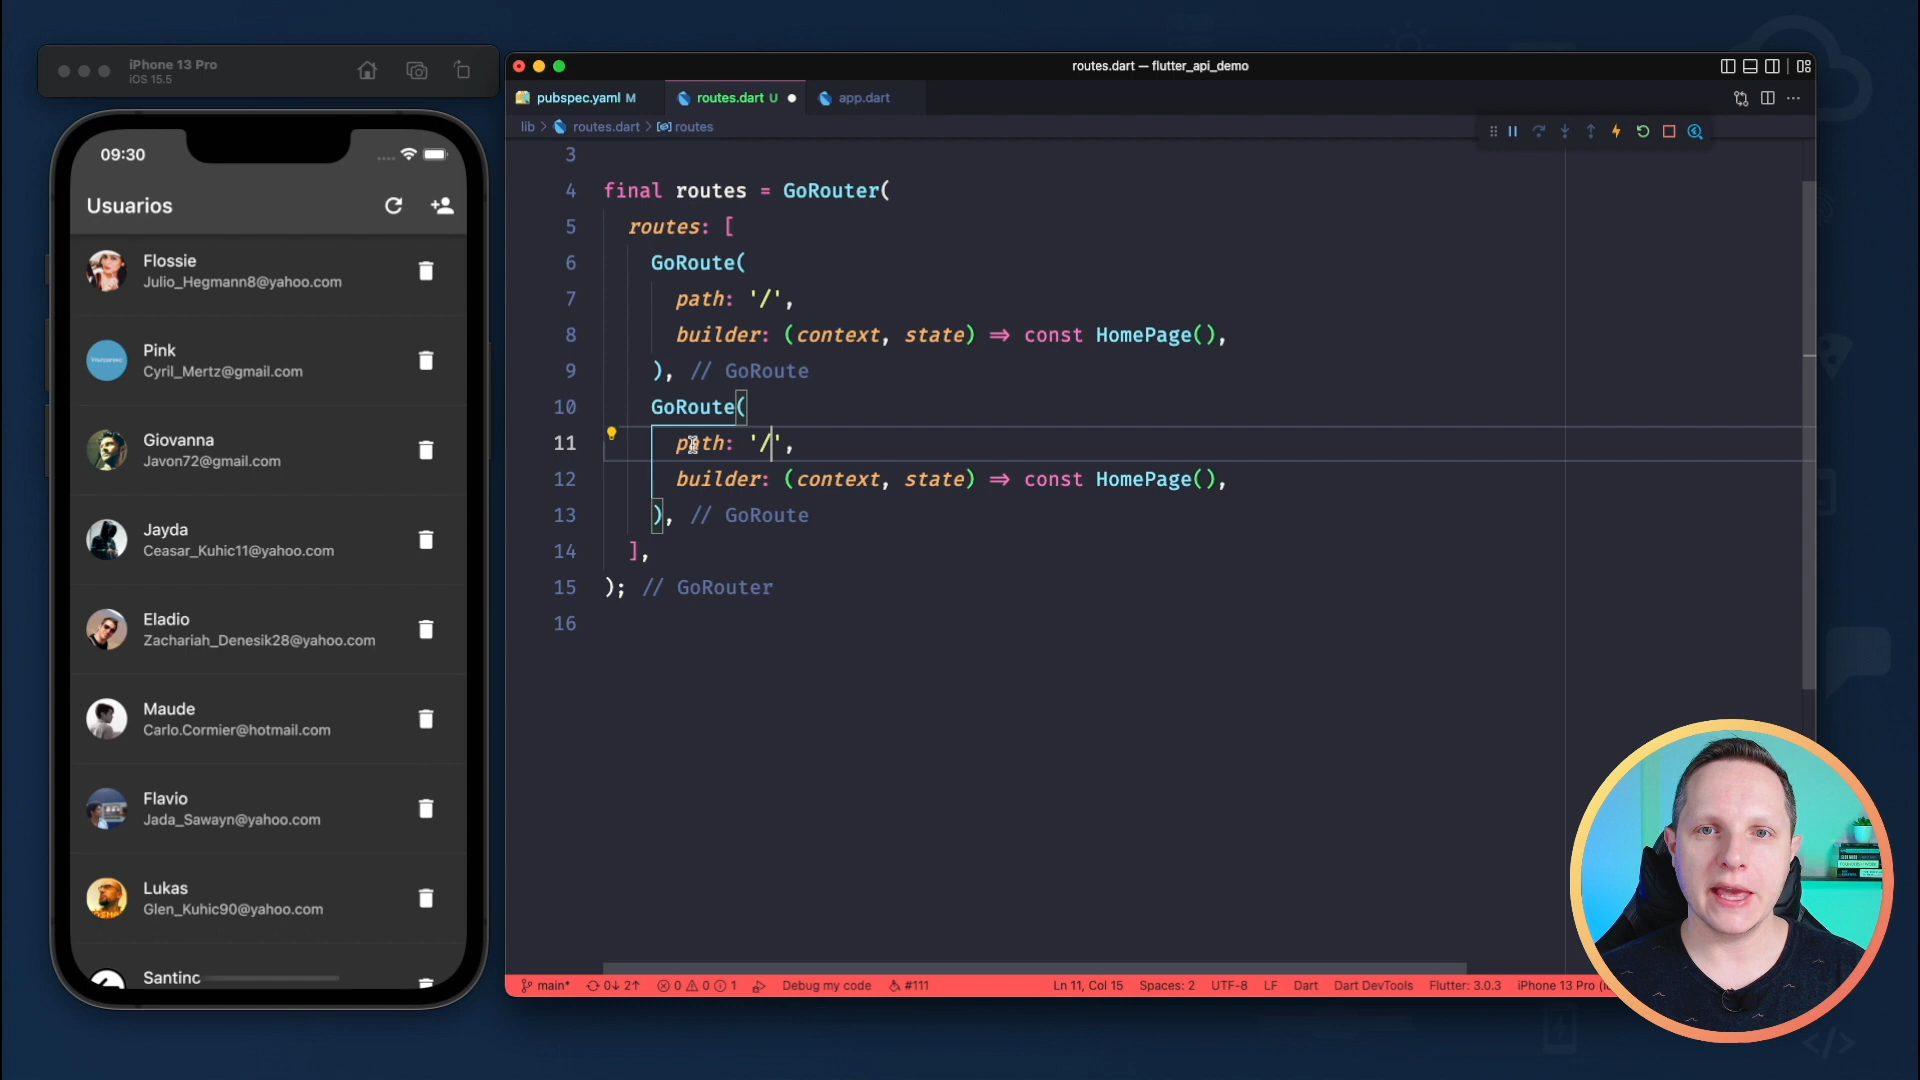 iPhone 13 Pro
iOS 15.5
09:30
Usuarios
Flossie
Julio_Hegmann8@yahoo.com
Pink
Cyril_Mertz@gmail.com
Giovanna
Javon72@gmail.com
Jayda
Ceasar_Kuhic11@yahoo.com
Eladio
Zachariah_Denesik28@yahoo.com
Maude
Carlo.Cormier@hotmail.com
Flavio
Jada_Sawayn@yahoo.com
Lukas
Glen_Kuhic90@yahoo.com
Santinc
routes.dart — flutter_api_demo
pubspec.yaml M
routes.dart U
app.dart
lib > routes.dart > routes
3
4 final routes = GoRouter(
5 routes: [
6 GoRoute(
7 path: '/',
8 builder: (context, state) => const HomePage(),
9 ), // GoRoute
10 GoRoute(
11 path: '/',
12 builder: (context, state) => const HomePage(),
13 ), // GoRoute
14 ],
15 ); // GoRouter
16
main* 0↓ 2↑ 0 0 1 Debug my code #111 Ln 11, Col 15 Spaces: 2 UTF-8 LF Dart Dart DevTools Flutter: 3.0.3 iPhone 13 Pro